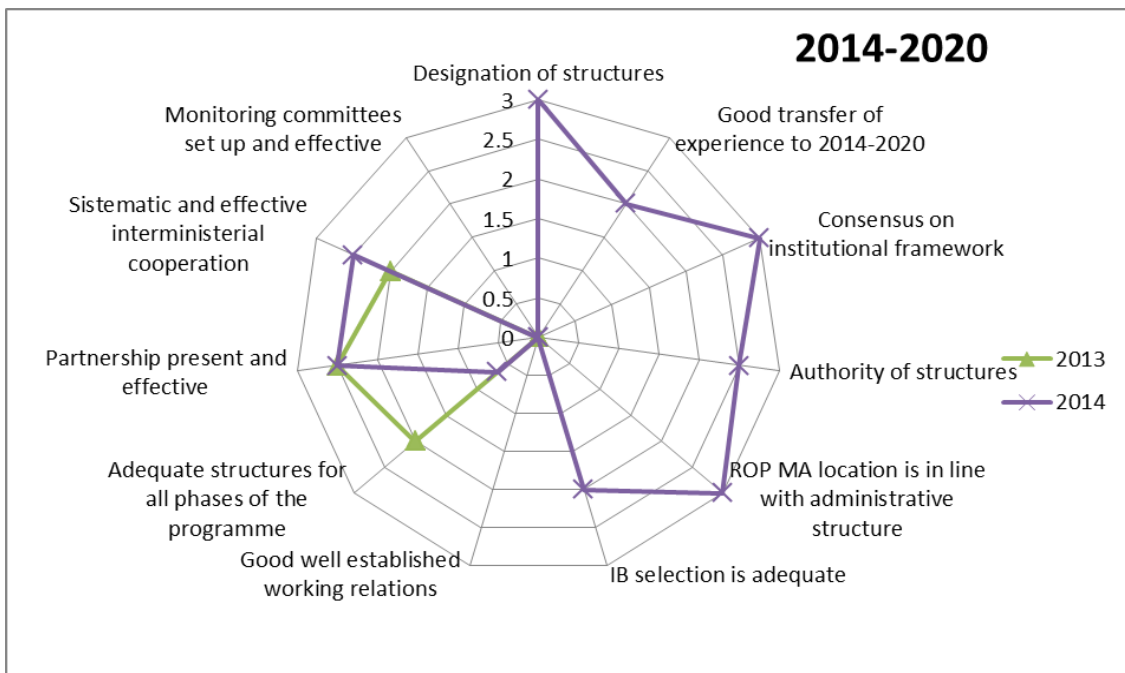 2014-2020
Designation of structures
Good transfer of
experience to 2014-2020
Consensus on
institutional framework
Authority of structures
ROP MA location is in line
with administrative
structure
IB selection is adequate
Good well established
working relations
Adequate structures for
all phases of the
programme
Partnership present and
effective
Sistematic and effective
interministerial
cooperation
Monitoring committees
set up and effective
3
2.5
2
1.5
1
0.5
0
2013
2014